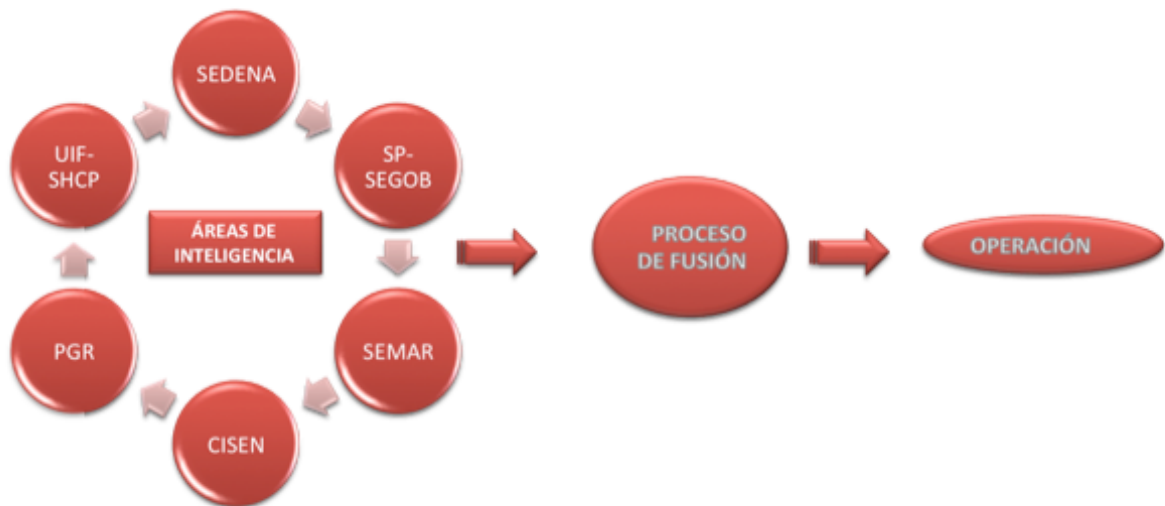 SEDENA
SP-
SEGOB
SEMAR
CISEN
PGR
UIF-
SHCP
ÁREAS DE
INTELIGENCIA
PROCESO
DE FUSIÓN
OPERACIÓN